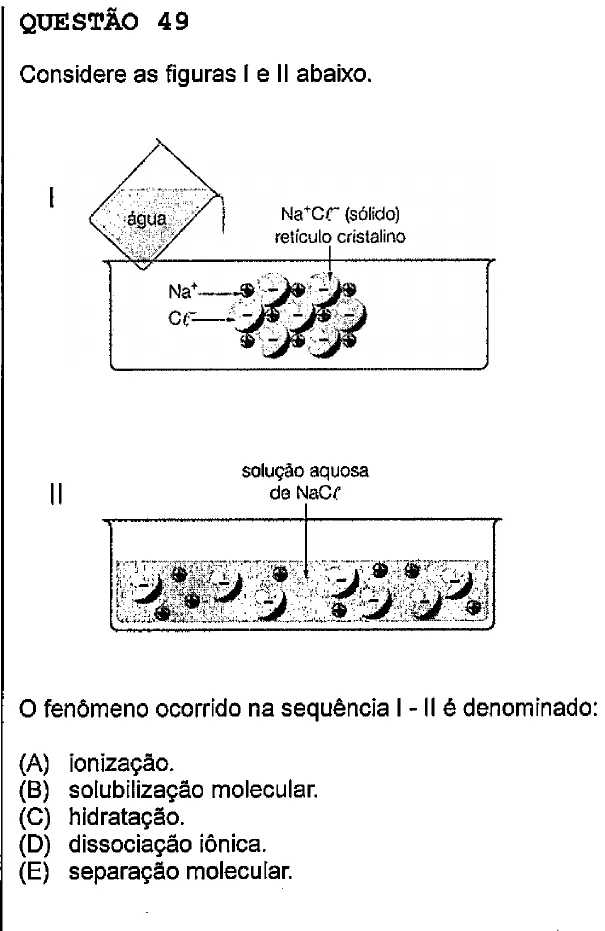 QUESTÃO 49
Considere as figuras I e II abaixo.
I
água
Na⁺Cℓ⁻ (sólido)
retículo cristalino
Na⁺
Cℓ⁻
solução aquosa
II
de NaCℓ
O fenômeno ocorrido na sequência I - II é denominado:
(A) ionização.
(B) solubilização molecular.
(C) hidratação.
(D) dissociação iônica.
(E) separação molecular.